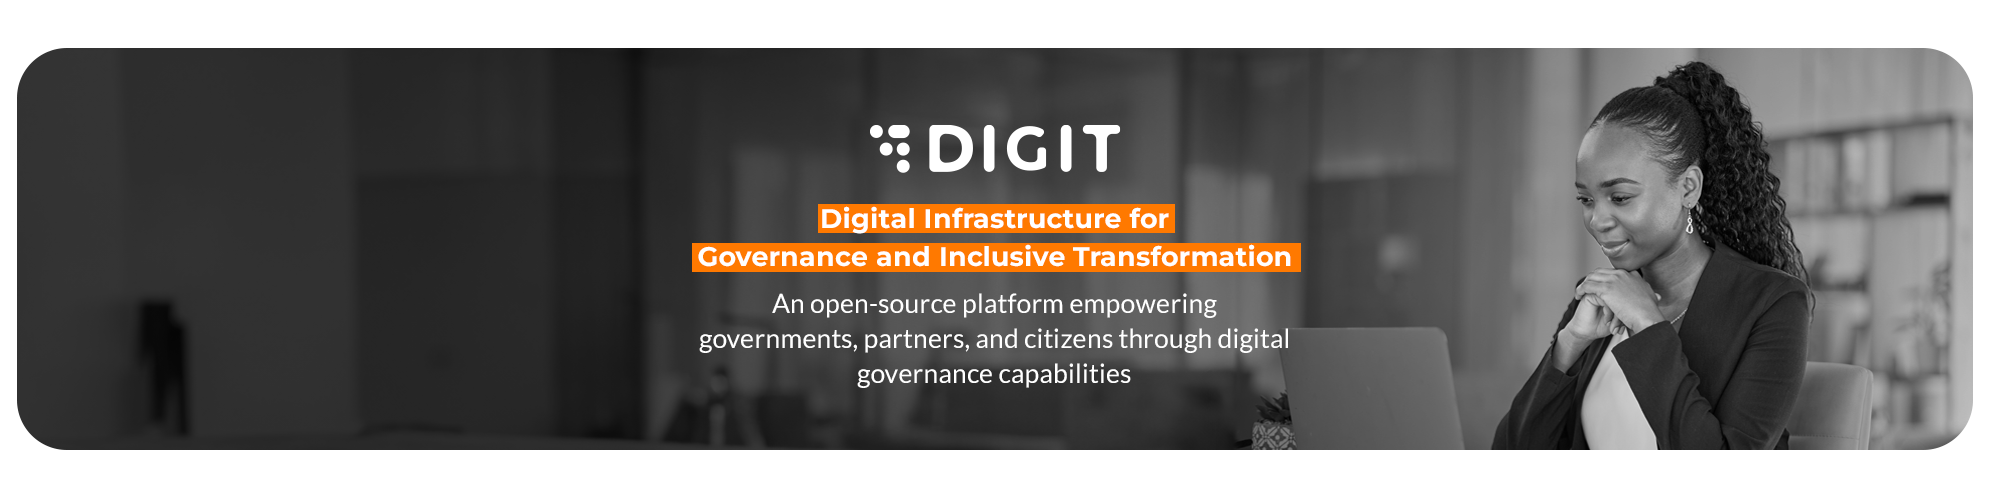 DIGIT
Digital Infrastructure for
Governance and Inclusive Transformation
An open-source platform empowering
governments, partners, and citizens through digital
governance capabilities